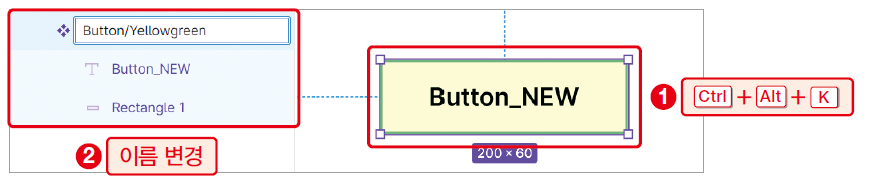 Button/Yellowgreen
Button_NEW
Rectangle 1
② 이름 변경
Button_NEW
200 × 60
① Ctrl + Alt + K